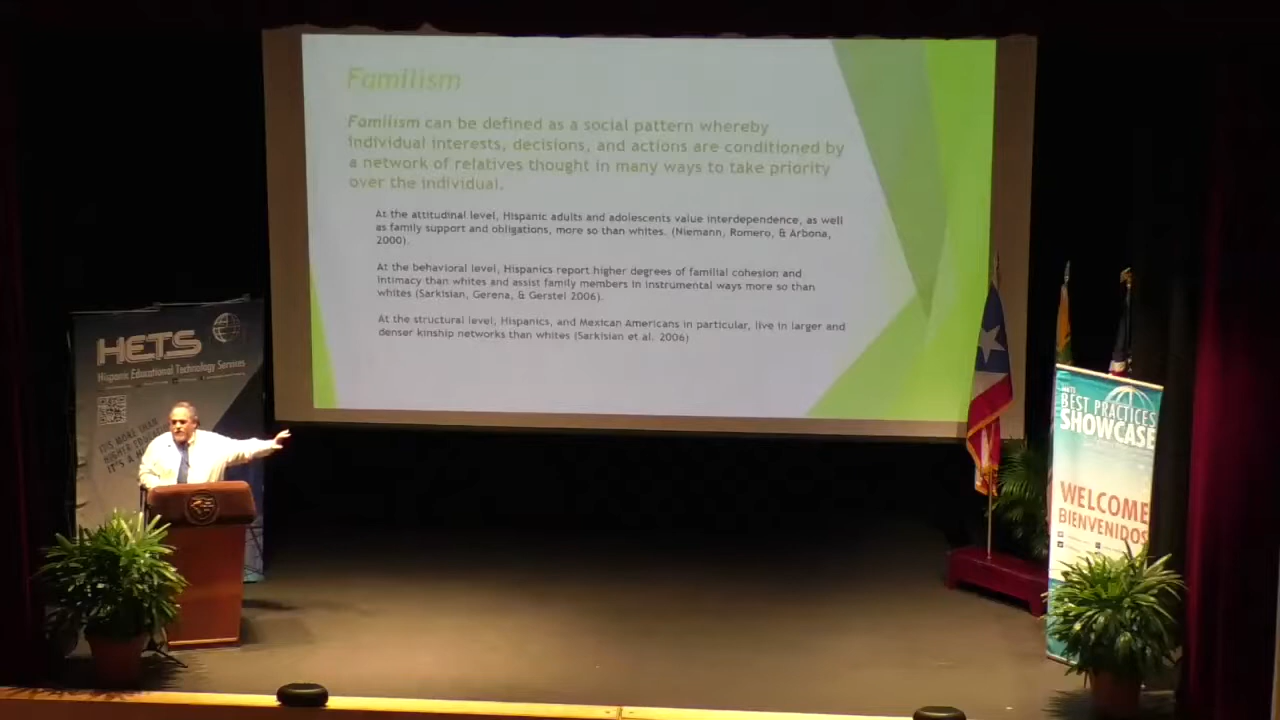 Familism
Familism can be defined as a social pattern whereby
individual interests, decisions, and actions are conditioned by
a network of relatives thought in many ways to take priority
over the individual.
At the attitudinal level, Hispanic adults and adolescents value interdependence, as well
as family support and obligations, more so than whites. (Niemann, Romero, & Arbona,
2000).
At the behavioral level, Hispanics report higher degrees of familial cohesion and
intimacy than whites and assist family members in instrumental ways more so than
whites (Sarkisian, Gerena, & Gerstel 2006).
At the structural level, Hispanics, and Mexican Americans in particular, live in larger and
denser kinship networks than whites (Sarkisian et al. 2006)
HETS
Hispanic Educational Technology Services
IT'S MORE THAN
HIGHER
IT'S A
BEST PRACTICES
SHOWCASE
WELCOME
BIENVENIDOS